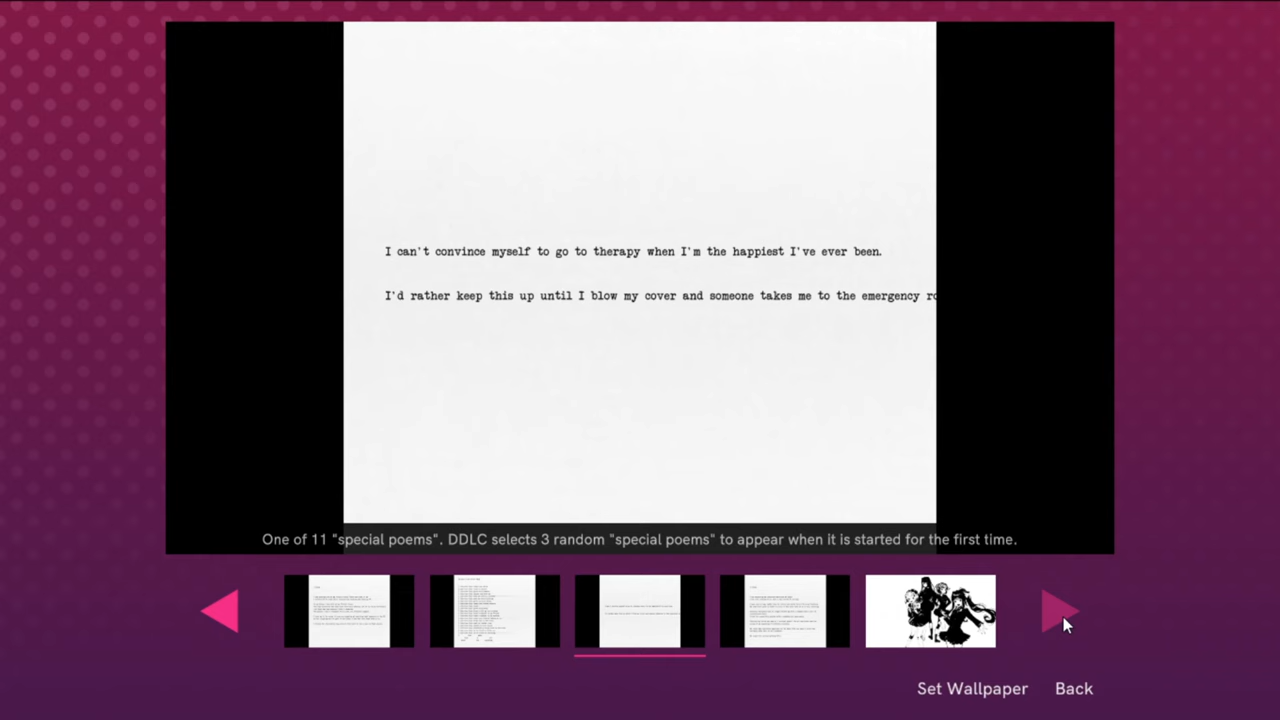 I can't convince myself to go to therapy when I'm the happiest I've ever been.
I'd rather keep this up until I blow my cover and someone takes me to the emergency
One of 11 "special poems". DDLC selects 3 random "special poems" to appear when it is started for the first time.
Set Wallpaper
Back